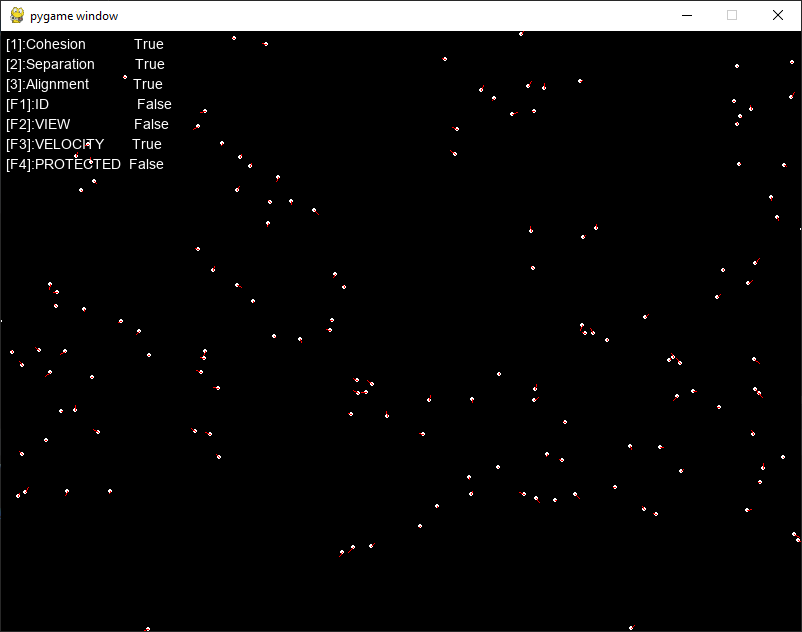 pygame window
[1]:Cohesion True
[2]:Separation True
[3]:Alignment True
[F1]:ID False
[F2]:VIEW False
[F3]:VELOCITY True
[F4]:PROTECTED False